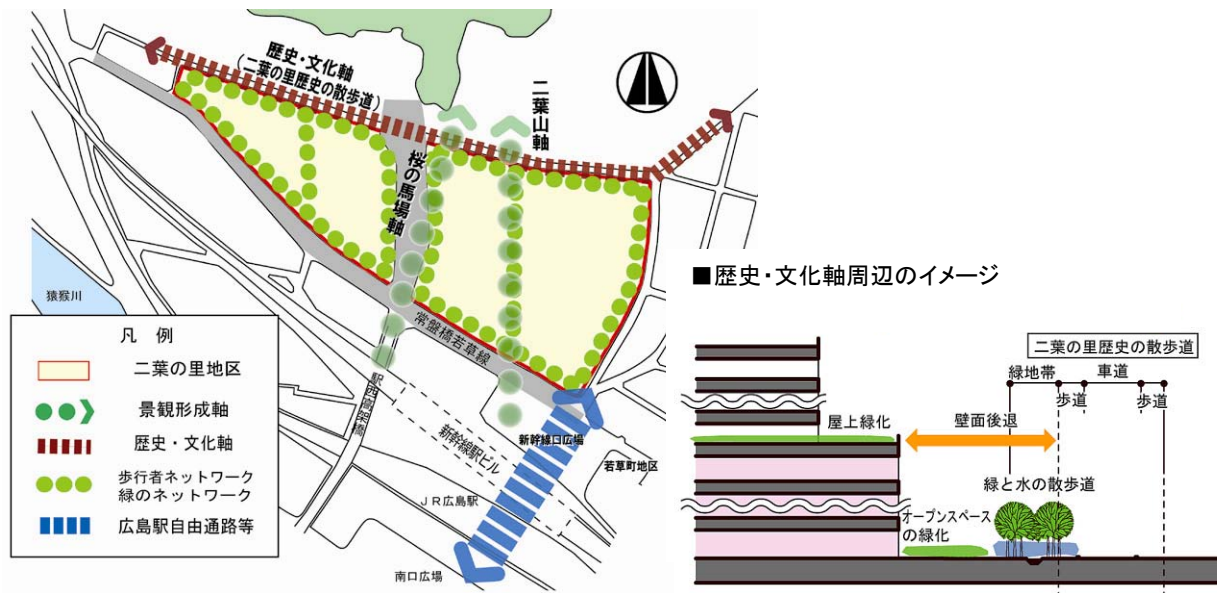 歴史・文化軸
(二葉の里歴史の散歩道)
二葉山軸
桜の馬場軸
猿猴川
常盤橋若草線
駅西高架橋
新幹線駅ビル
新幹線口広場
若草町地区
JR広島駅
南口広場
凡 例
二葉の里地区
景観形成軸
歴史・文化軸
歩行者ネットワーク
緑のネットワーク
広島駅自由通路等
■歴史・文化軸周辺のイメージ
二葉の里歴史の散歩道
緑地帯
車道
歩道
歩道
屋上緑化
壁面後退
緑と水の散歩道
オープンスペース
の緑化